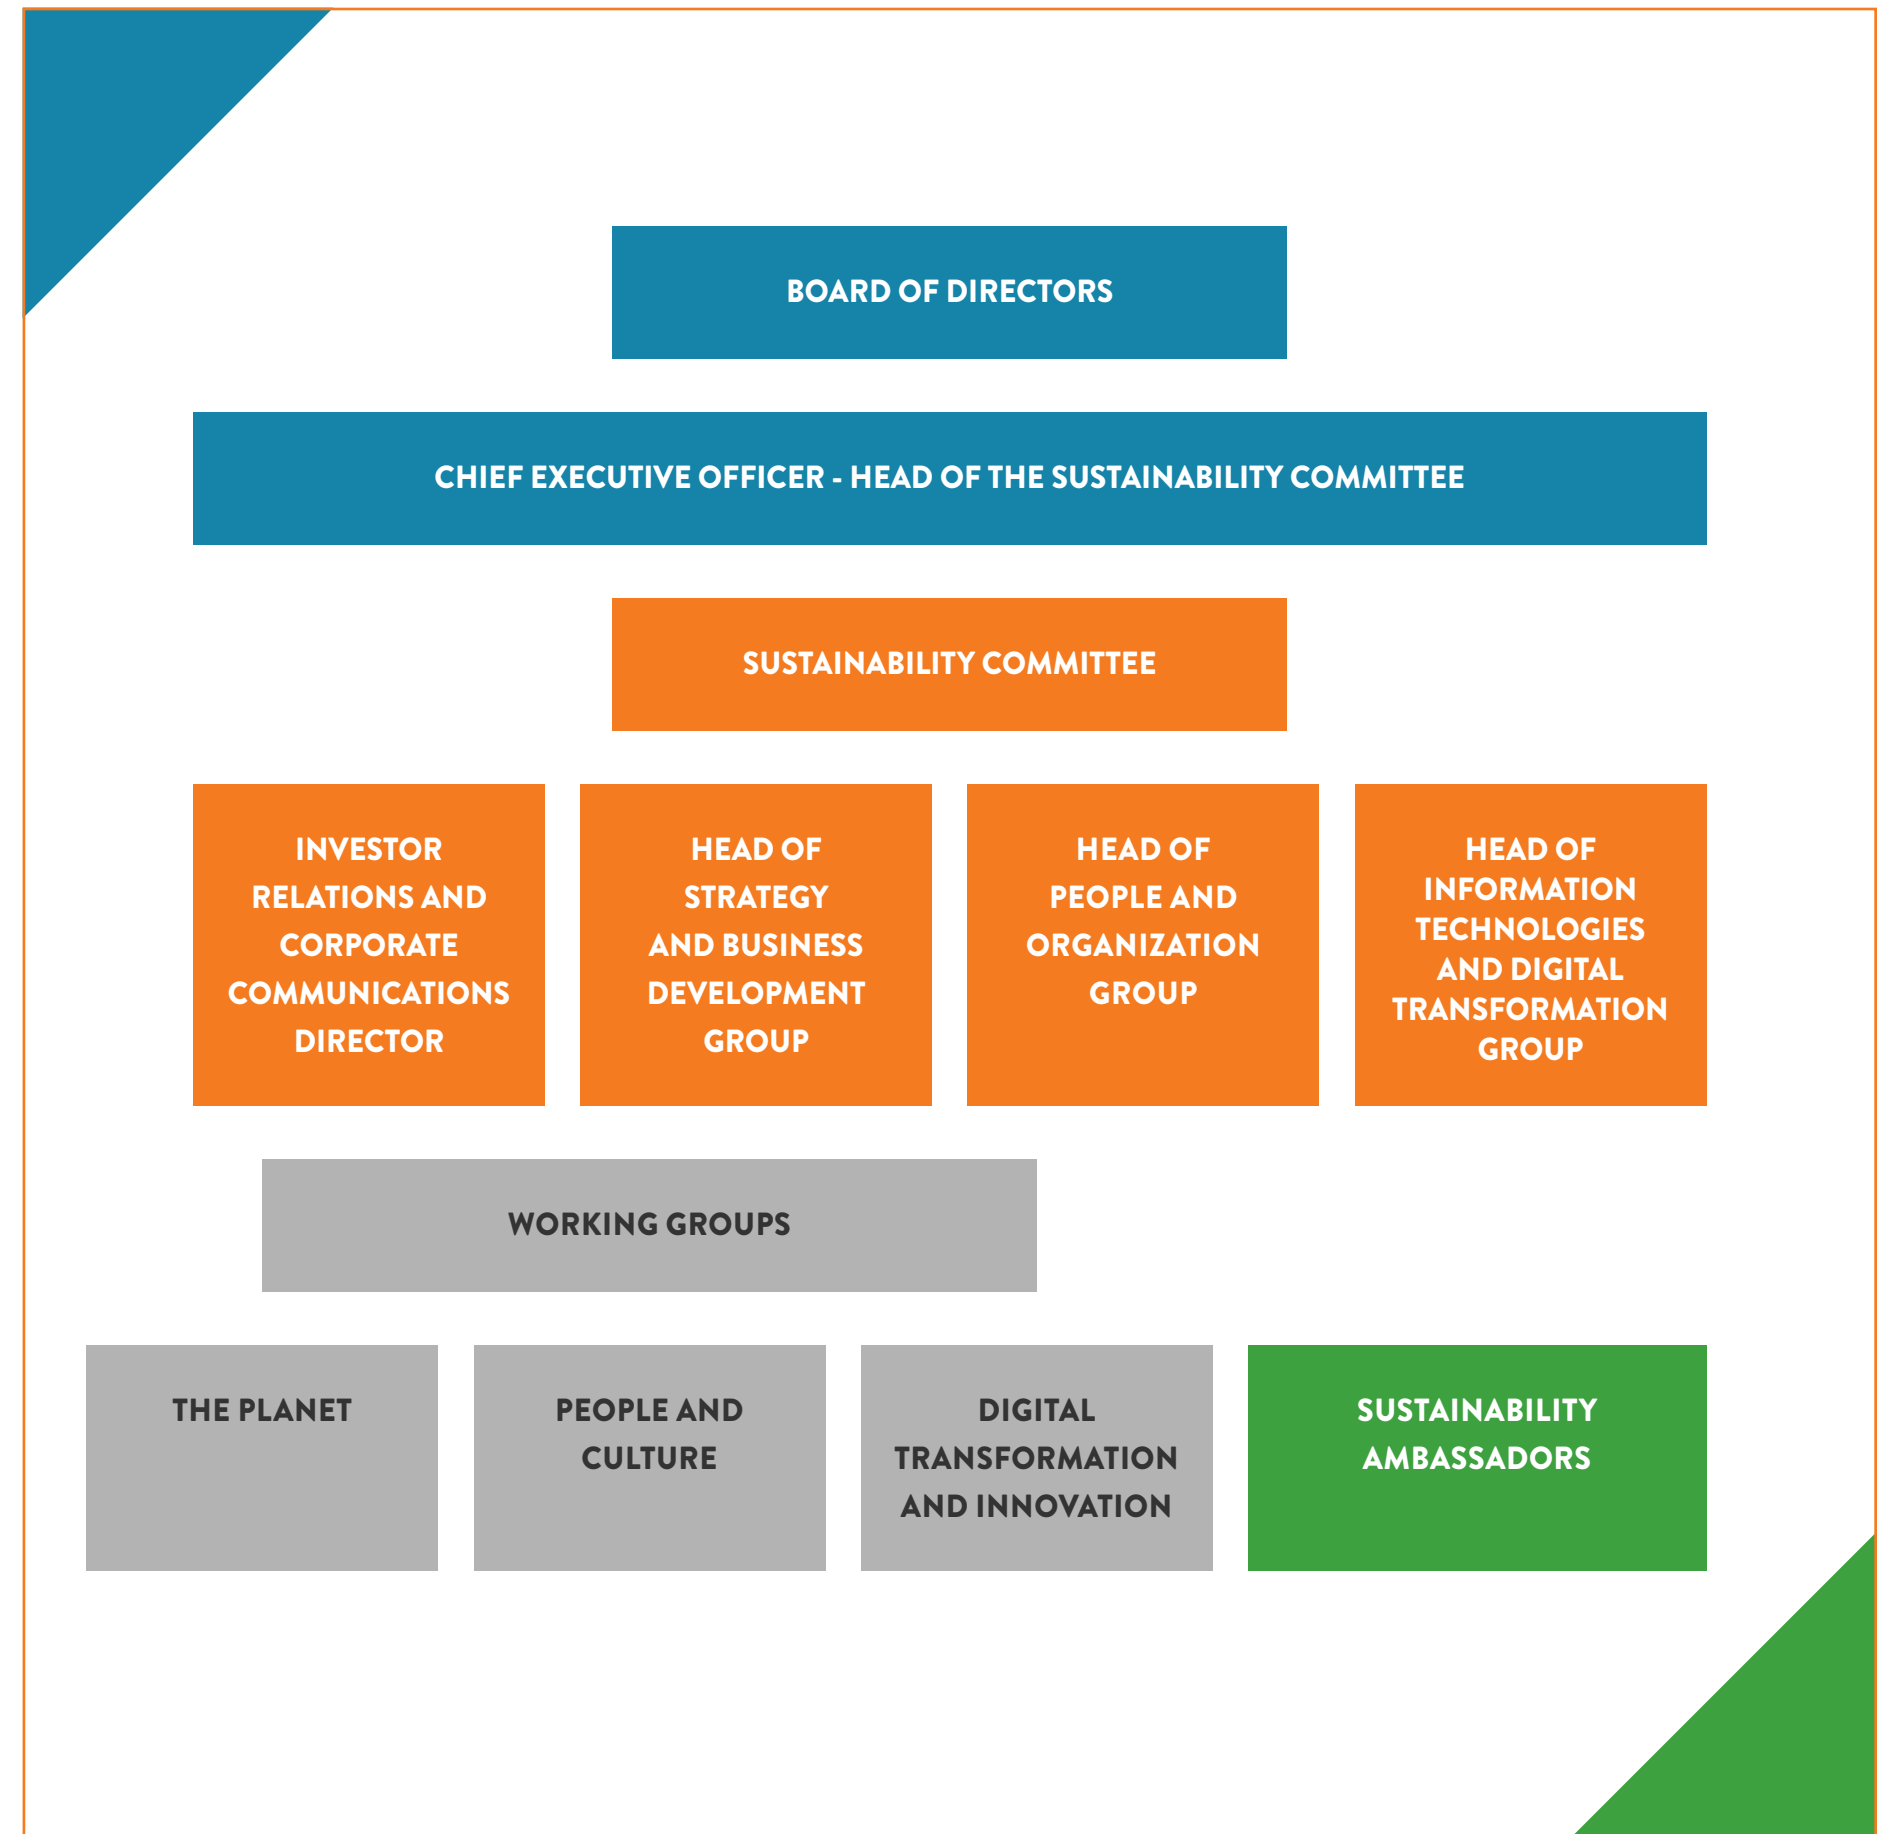 BOARD OF DIRECTORS
CHIEF EXECUTIVE OFFICER - HEAD OF THE SUSTAINABILITY COMMITTEE
SUSTAINABILITY COMMITTEE
INVESTOR
RELATIONS AND
CORPORATE
COMMUNICATIONS
DIRECTOR
HEAD OF
STRATEGY
AND BUSINESS
DEVELOPMENT
GROUP
HEAD OF
PEOPLE AND
ORGANIZATION
GROUP
HEAD OF
INFORMATION
TECHNOLOGIES
AND DIGITAL
TRANSFORMATION
GROUP
WORKING GROUPS
THE PLANET
PEOPLE AND
CULTURE
DIGITAL
TRANSFORMATION
AND INNOVATION
SUSTAINABILITY
AMBASSADORS